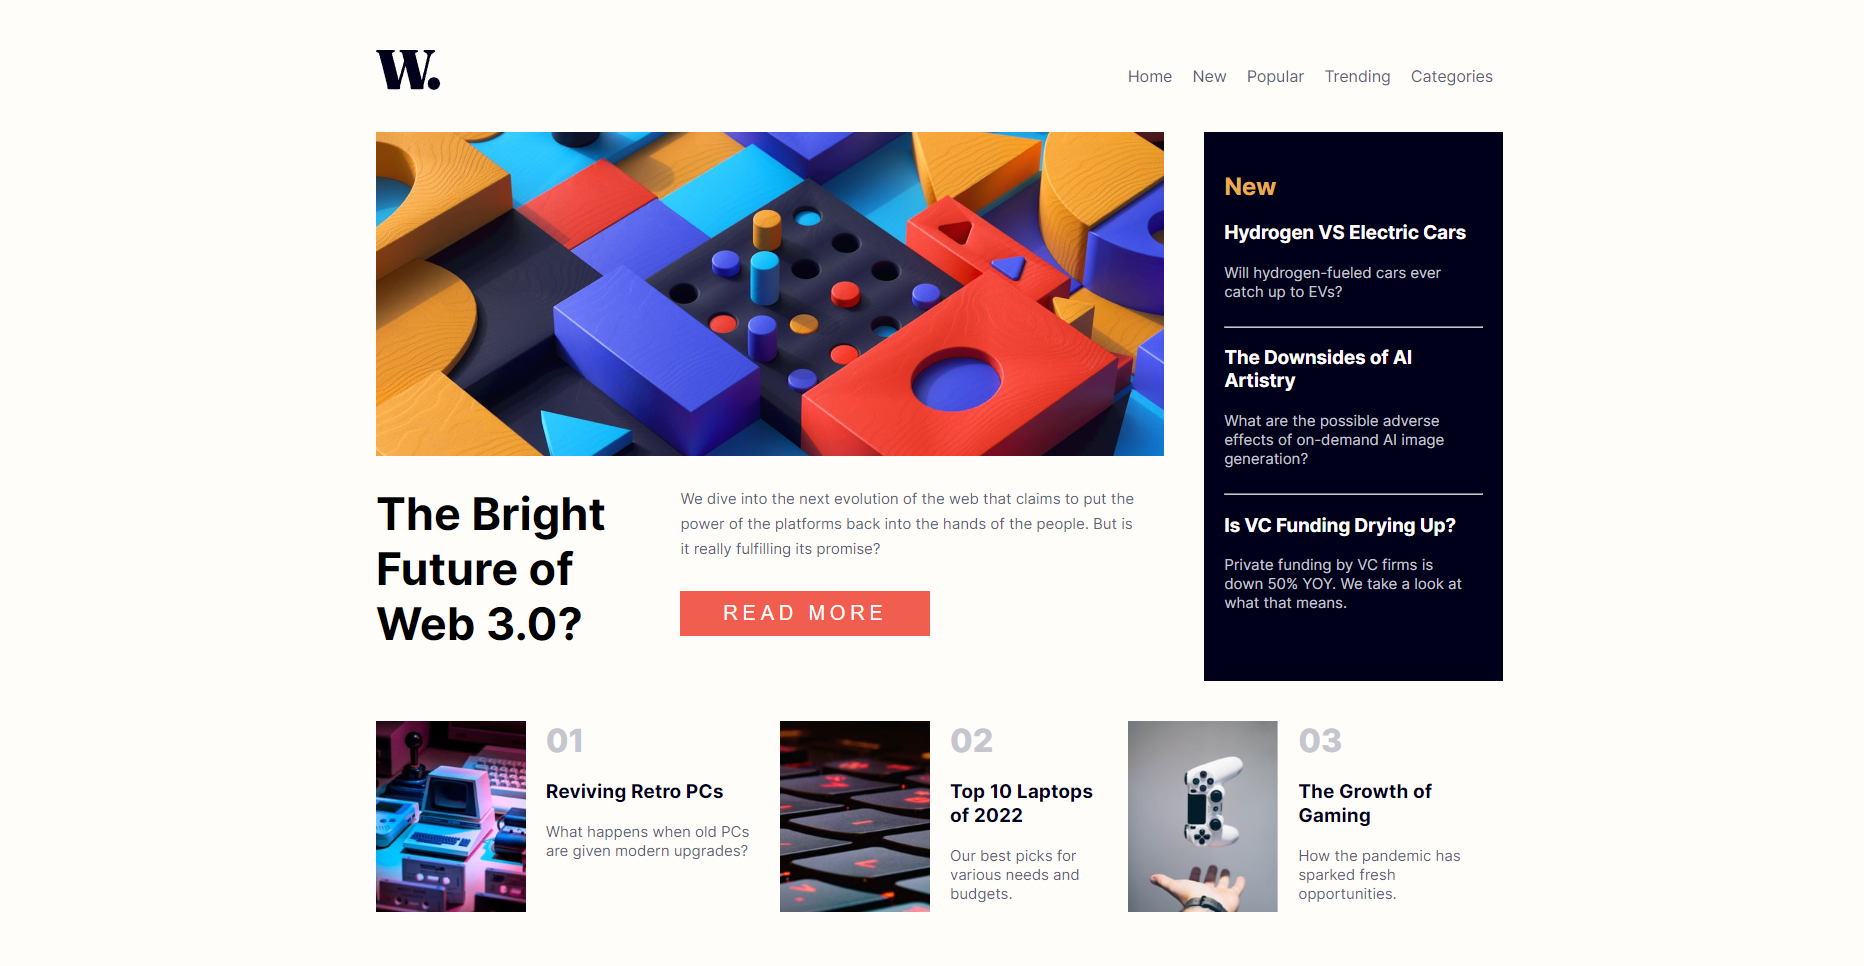 W.
Home New Popular Trending Categories
The Bright
Future of
Web 3.0?
We dive into the next evolution of the web that claims to put the
power of the platforms back into the hands of the people. But is
it really fulfilling its promise?
READ MORE
New
Hydrogen VS Electric Cars
Will hydrogen-fueled cars ever
catch up to EVs?
The Downsides of AI
Artistry
What are the possible adverse
effects of on-demand AI image
generation?
Is VC Funding Drying Up?
Private funding by VC firms is
down 50% YOY. We take a look at
what that means.
01
Reviving Retro PCs
What happens when old PCs
are given modern upgrades?
02
Top 10 Laptops
of 2022
Our best picks for
various needs and
budgets.
03
The Growth of
Gaming
How the pandemic has
sparked fresh
opportunities.